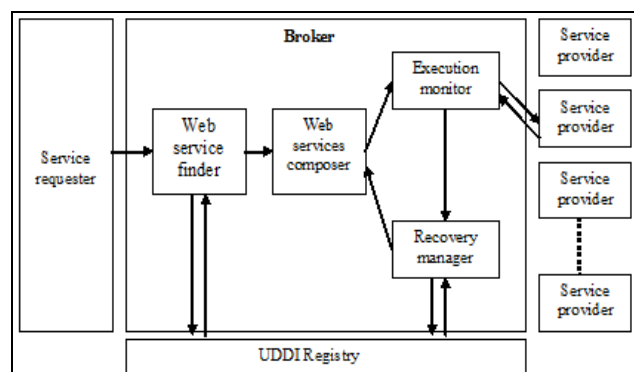 Broker
Service
requester
Web
service
finder
Web
services
composer
Execution
monitor
Recovery
manager
Service
provider
Service
provider
Service
provider
Service
provider
UDDI Registry